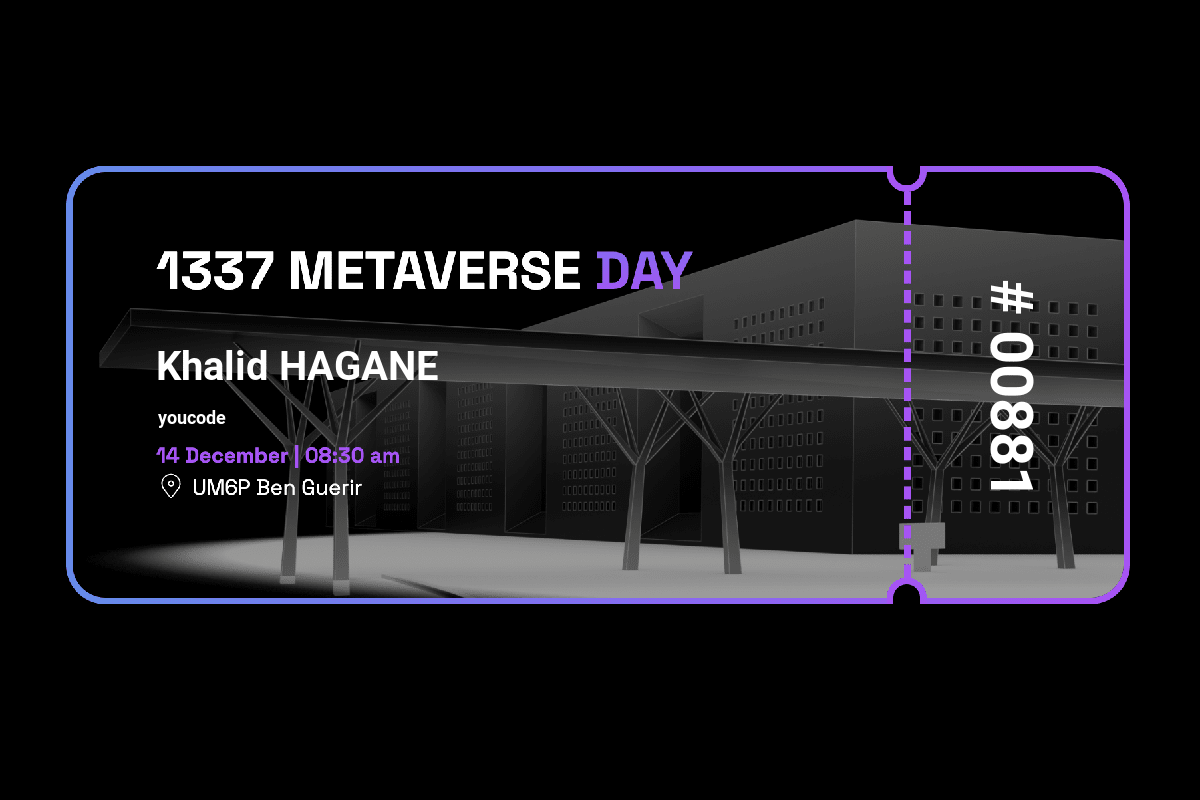 1337 METAVERSE DAY
Khalid HAGANE
youcode
14 December | 08:30 am
UM6P Ben Guerir
# 00881